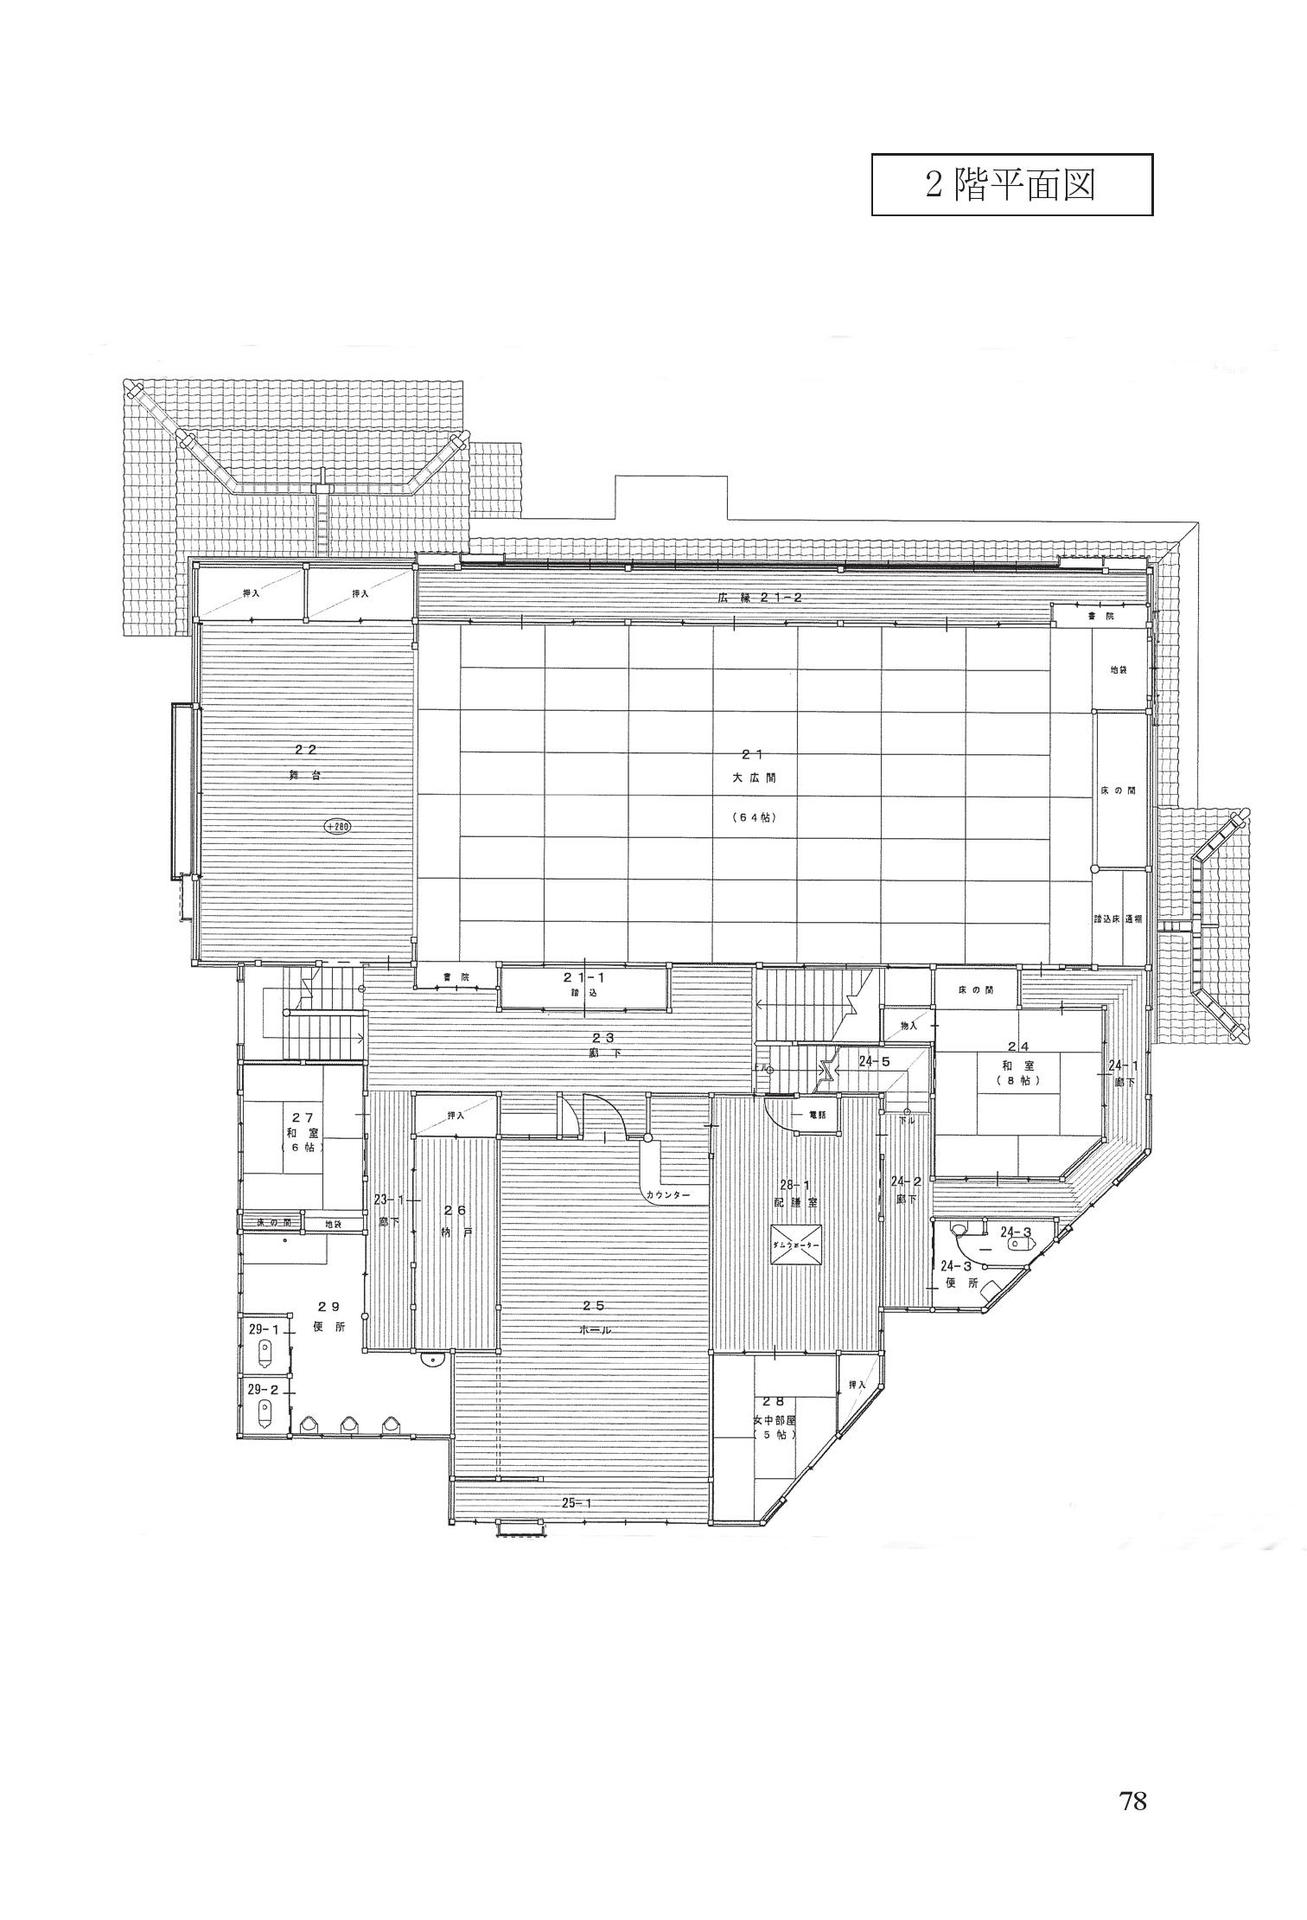 2階平面図
押入
押入
広縁 21-2
書院
地袋
22
舞台
+280
21
大広間
(64帖)
床の間
踏込床
通棚
書院
21-1
踏込
床の間
23
廊下
物入
24
和室
(8帖)
24-1
廊下
上ル
24-5
下ル
27
和室
(6帖)
押入
電話
カウンター
23-1
廊下
26
納戸
28-1
配膳室
24-2
廊下
床の間
地袋
ダムウェーター
24-3
24-3
便所
29
便所
25
ホール
29-1
29-2
押入
28
女中部屋
(5帖)
25-1
78